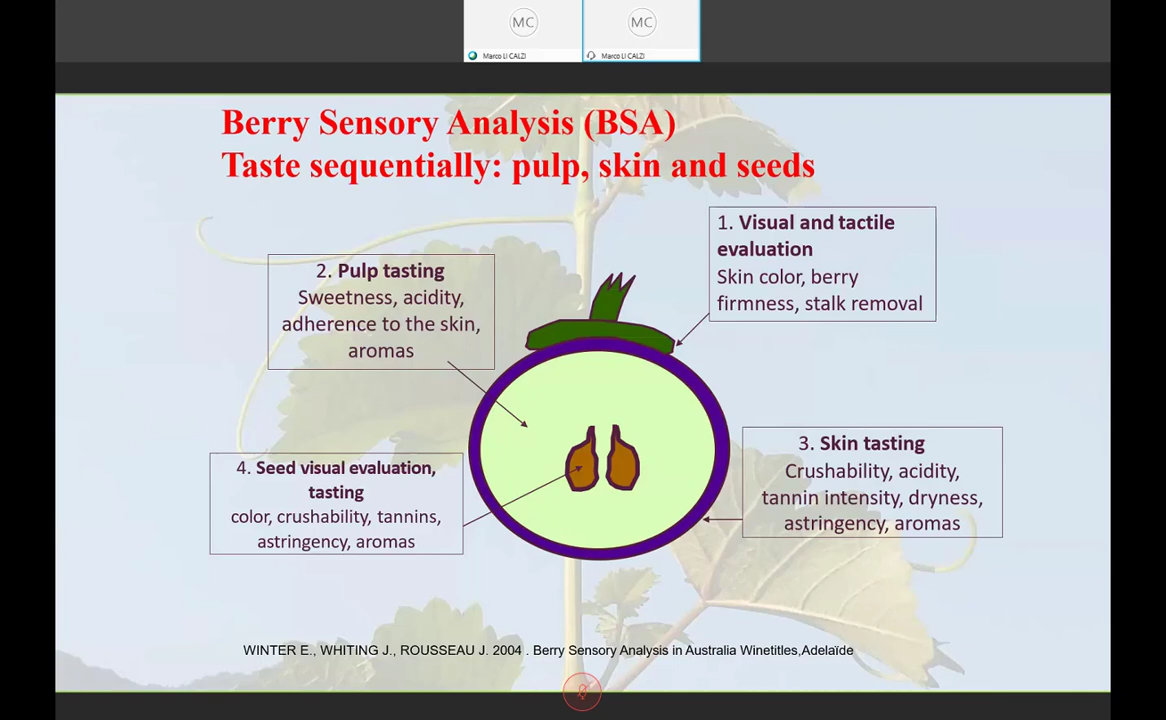 MC
MC
Marco LI CALZI
Marco LI CALZI
Berry Sensory Analysis (BSA)
Taste sequentially: pulp, skin and seeds
1. Visual and tactile
evaluation
Skin color, berry
firmness, stalk removal
2. Pulp tasting
Sweetness, acidity,
adherence to the skin,
aromas
3. Skin tasting
Crushability, acidity,
tannin intensity, dryness,
astringency, aromas
4. Seed visual evaluation,
tasting
color, crushability, tannins,
astringency, aromas
WINTER E., WHITING J., ROUSSEAU J. 2004 . Berry Sensory Analysis in Australia Winetitles,Adelaïde